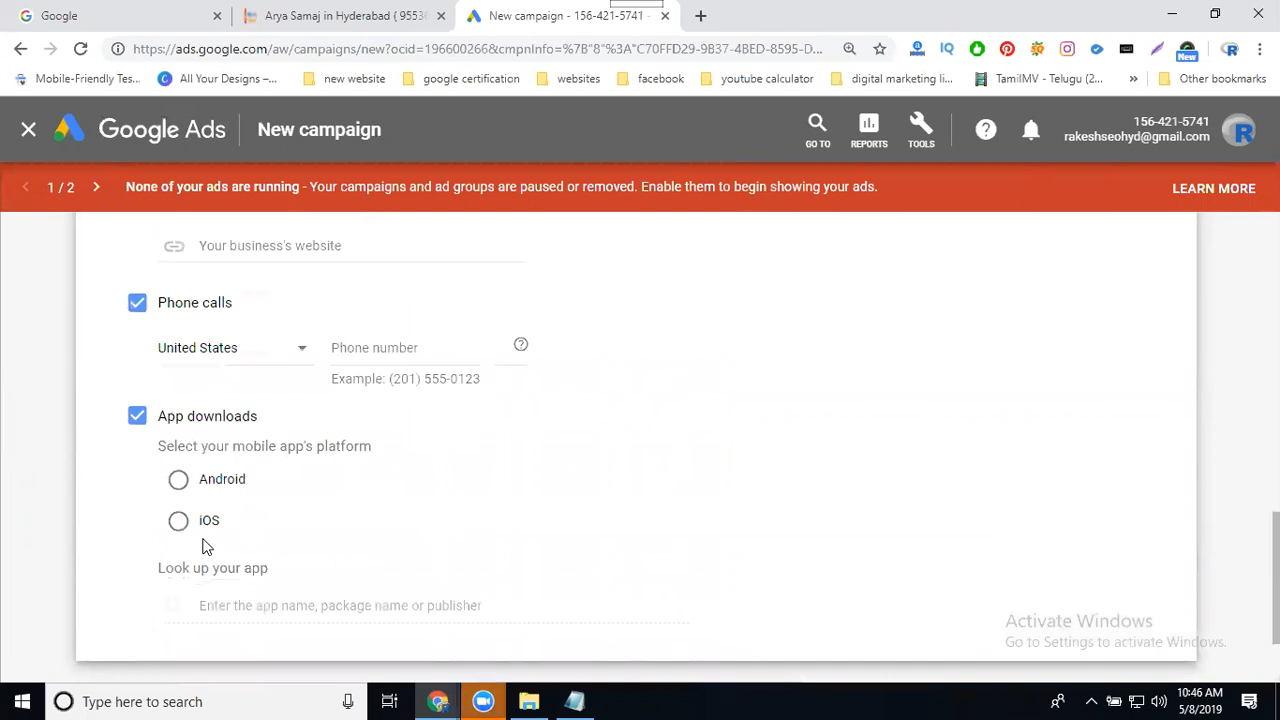 Google
Arya Samaj in Hyderabad ( 9553
New campaign - 156-421-5741 -
https://ads.google.com/aw/campaigns/new?ocid=196600266&cmpnInfo=%7B"8"%3A"C70FFD29-9B37-4BED-8595-D...
New
Mobile-Friendly Tes...
All Your Designs –...
new website
google certification
websites
facebook
youtube calculator
digital marketing li...
TamilMV - Telugu (2...
»
Other bookmarks
Google Ads
New campaign
GO TO
REPORTS
TOOLS
156-421-5741
rakeshseohyd@gmail.com
R
1 / 2
None of your ads are running - Your campaigns and ad groups are paused or removed. Enable them to begin showing your ads.
LEARN MORE
Your business's website
Phone calls
United States
Phone number
Example: (201) 555-0123
App downloads
Select your mobile app's platform
Android
iOS
Look up your app
Enter the app name, package name or publisher
Activate Windows
Go to Settings to activate Windows.
Type here to search
10:46 AM
5/8/2019